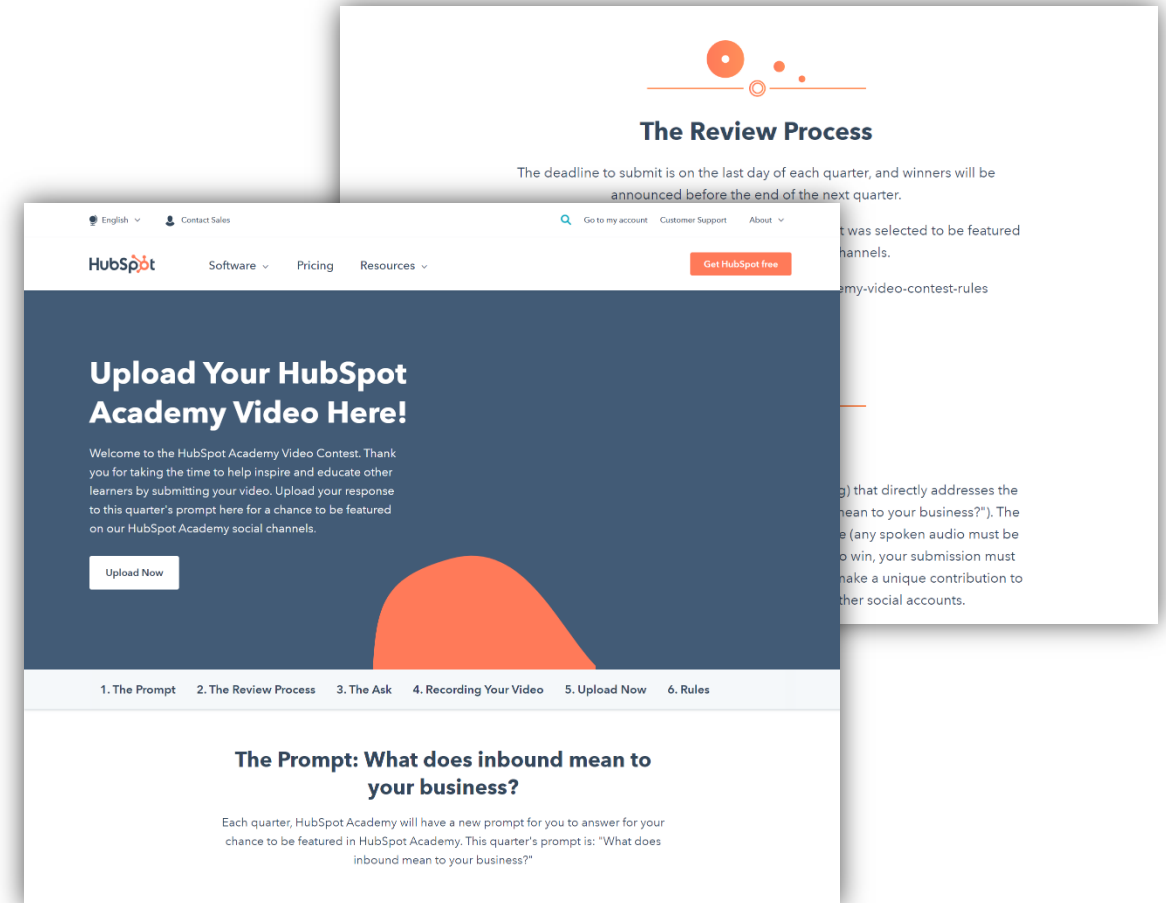 The Review Process
The deadline to submit is on the last day of each quarter, and winners will be
announced before the end of the next quarter.
t was selected to be featured
hannels.
emy-video-contest-rules
g) that directly addresses the
mean to your business?"). The
e (any spoken audio must be
o win, your submission must
make a unique contribution to
ther social accounts.
English
Contact Sales
Go to my account
Customer Support
About
HubSpot
Software
Pricing
Resources
Get HubSpot free
Upload Your HubSpot
Academy Video Here!
Welcome to the HubSpot Academy Video Contest. Thank
you for taking the time to help inspire and educate other
learners by submitting your video. Upload your response
to this quarter's prompt here for a chance to be featured
on our HubSpot Academy social channels.
Upload Now
1. The Prompt 2. The Review Process 3. The Ask 4. Recording Your Video 5. Upload Now 6. Rules
The Prompt: What does inbound mean to
your business?
Each quarter, HubSpot Academy will have a new prompt for you to answer for your
chance to be featured in HubSpot Academy. This quarter's prompt is: "What does
inbound mean to your business?"